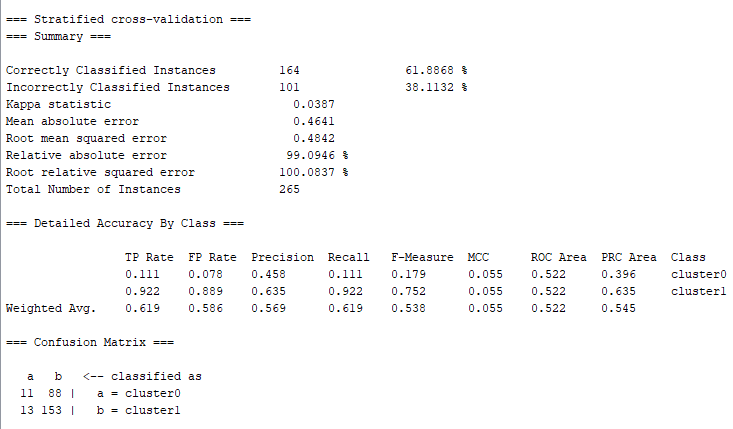 === Stratified cross-validation ===
=== Summary ===
Correctly Classified Instances 164 61.8868 %
Incorrectly Classified Instances 101 38.1132 %
Kappa statistic 0.0387
Mean absolute error 0.4641
Root mean squared error 0.4842
Relative absolute error 99.0946 %
Root relative squared error 100.0837 %
Total Number of Instances 265
=== Detailed Accuracy By Class ===
TP Rate FP Rate Precision Recall F-Measure MCC ROC Area PRC Area Class
0.111 0.078 0.458 0.111 0.179 0.055 0.522 0.396 cluster0
0.922 0.889 0.635 0.922 0.752 0.055 0.522 0.635 cluster1
Weighted Avg. 0.619 0.586 0.569 0.619 0.538 0.055 0.522 0.545
=== Confusion Matrix ===
a b <-- classified as
11 88 | a = cluster0
13 153 | b = cluster1